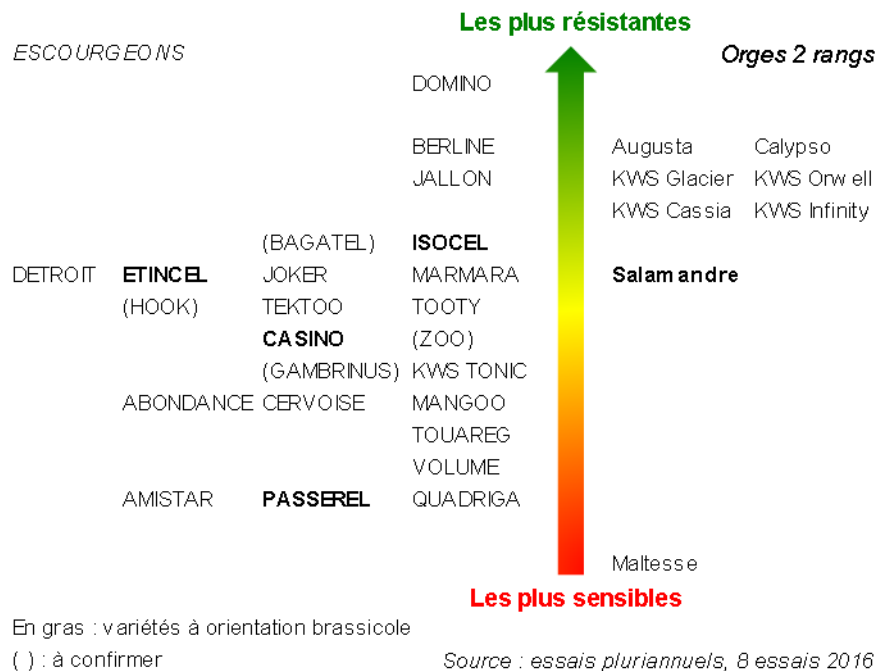 Les plus résistantes
ESCOURGEONS Orges 2 rangs
DOMINO
BERLINE Augusta Calypso
JALLON KWS Glacier KWS Orwell
KWS Cassia KWS Infinity
(BAGATEL) ISOCEL
DETROIT ETINCEL JOKER MARMARA Salamandre
(HOOK) TEKTOO TOOTY
CASINO (ZOO)
(GAMBRINUS) KWS TONIC
ABONDANCE CERVOISE MANGOO
TOUAREG
VOLUME
AMISTAR PASSEREL QUADRIGA
Maltesse
Les plus sensibles
En gras : variétés à orientation brassicole
( ) : à confirmer Source : essais pluriannuels, 8 essais 2016